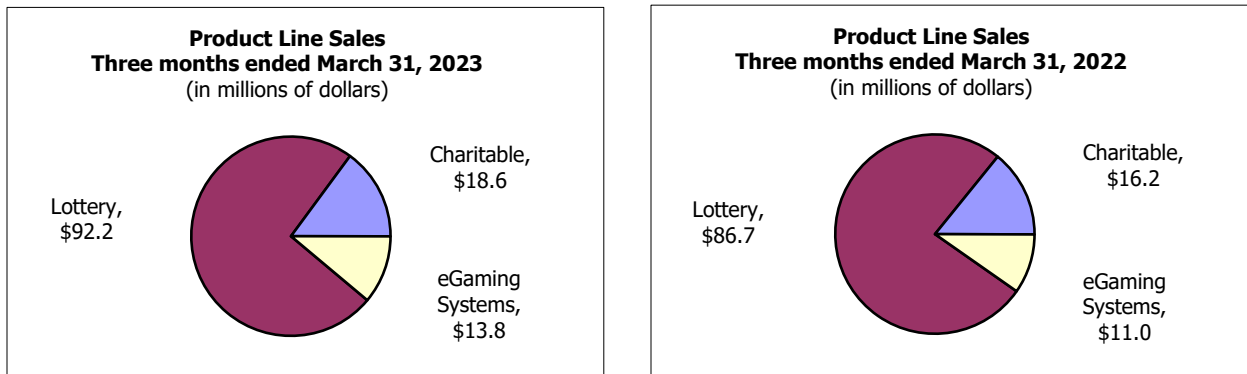 Product Line Sales
Three months ended March 31, 2023
(in millions of dollars)
Charitable,
$18.6
Lottery,
$92.2
eGaming
Systems,
$13.8
Product Line Sales
Three months ended March 31, 2022
(in millions of dollars)
Charitable,
$16.2
Lottery,
$86.7
eGaming
Systems,
$11.0